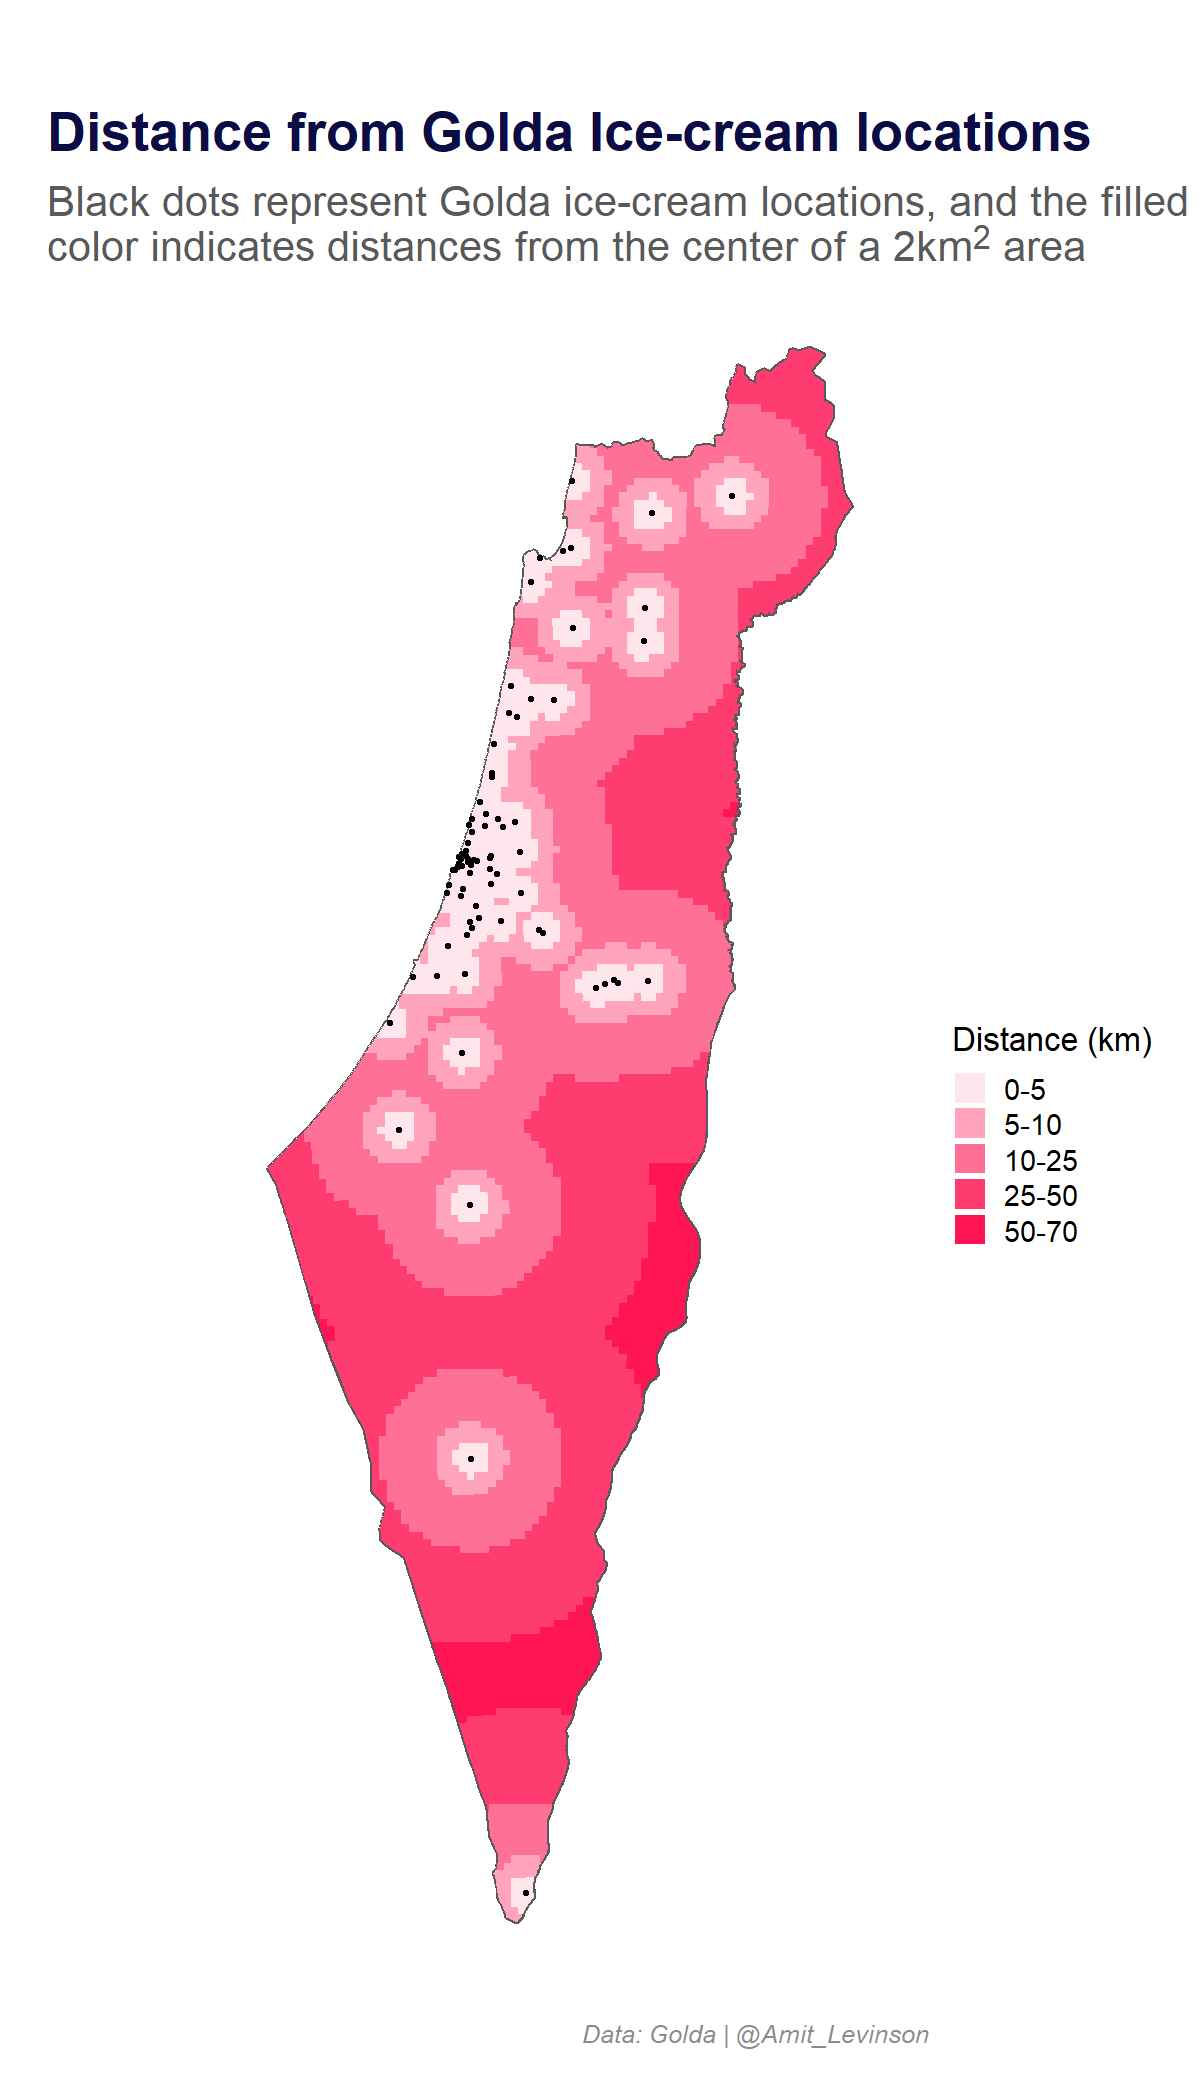 Distance from Golda Ice-cream locations
Black dots represent Golda ice-cream locations, and the filled
color indicates distances from the center of a 2km² area
Distance (km)
0-5
5-10
10-25
25-50
50-70
Data: Golda | @Amit_Levinson